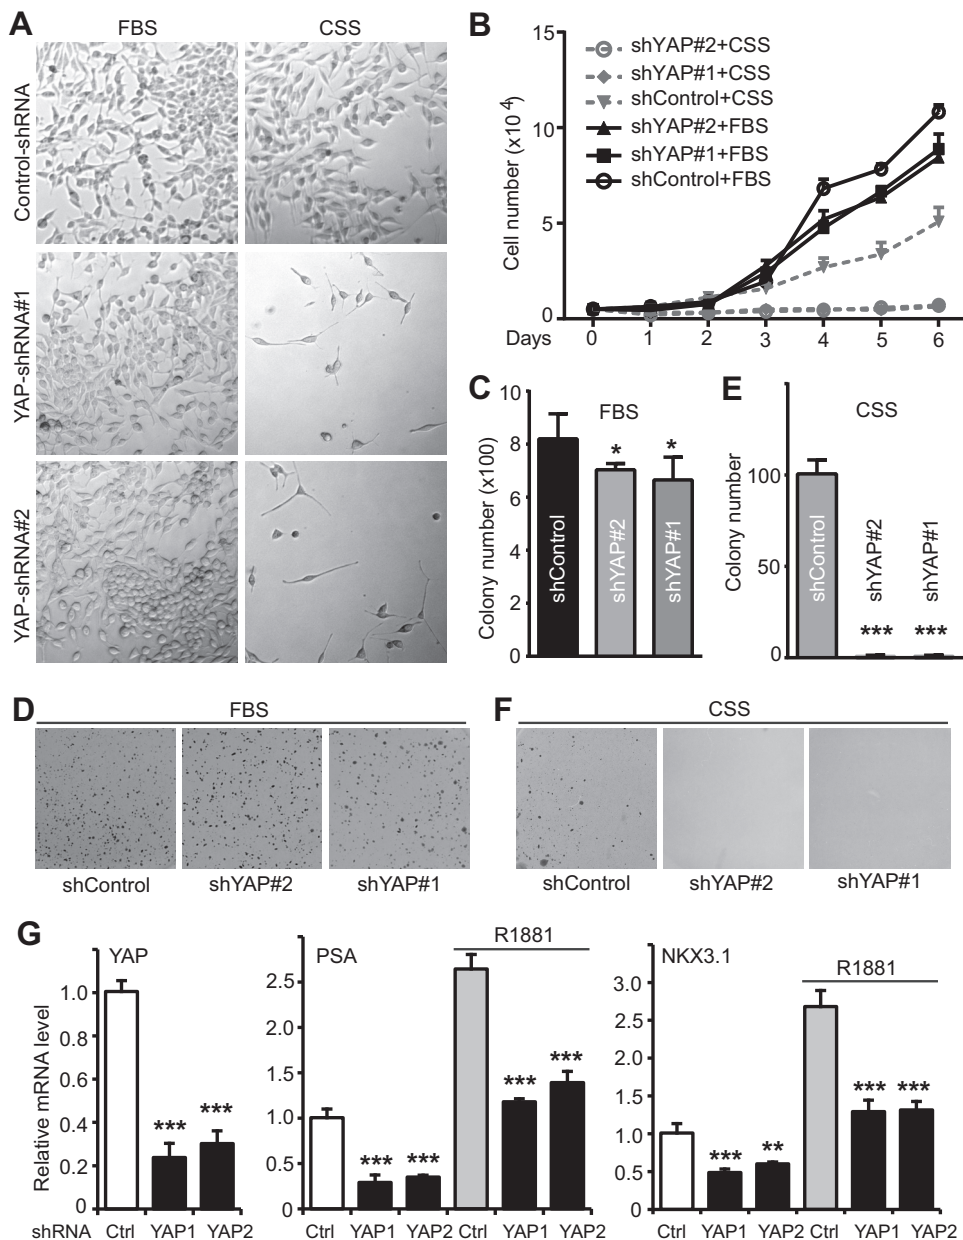 A
FBS
CSS
Control-shRNA
YAP-shRNA#1
YAP-shRNA#2
B
15
10
5
0
Cell number (x10 4)
shYAP#2+CSS
shYAP#1+CSS
shControl+CSS
shYAP#2+FBS
shYAP#1+FBS
shControl+FBS
Days 0 1 2 3 4 5 6
C
FBS
10
8
6
4
2
0
Colony number (x100)
* *
shControl
shYAP#2
shYAP#1
E
CSS
100
50
0
Colony number
shControl
shYAP#2
shYAP#1
*** ***
D
FBS
shControl shYAP#2 shYAP#1
F
CSS
shControl shYAP#2 shYAP#1
G
YAP
Relative mRNA level
1.0
0.8
0.6
0.4
0.2
0
*** ***
shRNA Ctrl YAP1 YAP2
PSA
R1881
2.5
2.0
1.5
1.0
0.5
0
*** *** *** ***
Ctrl YAP1 YAP2 Ctrl YAP1 YAP2
NKX3.1
R1881
3.0
2.5
2.0
1.5
1.0
0.5
0
*** ** *** ***
Ctrl YAP1 YAP2 Ctrl YAP1 YAP2